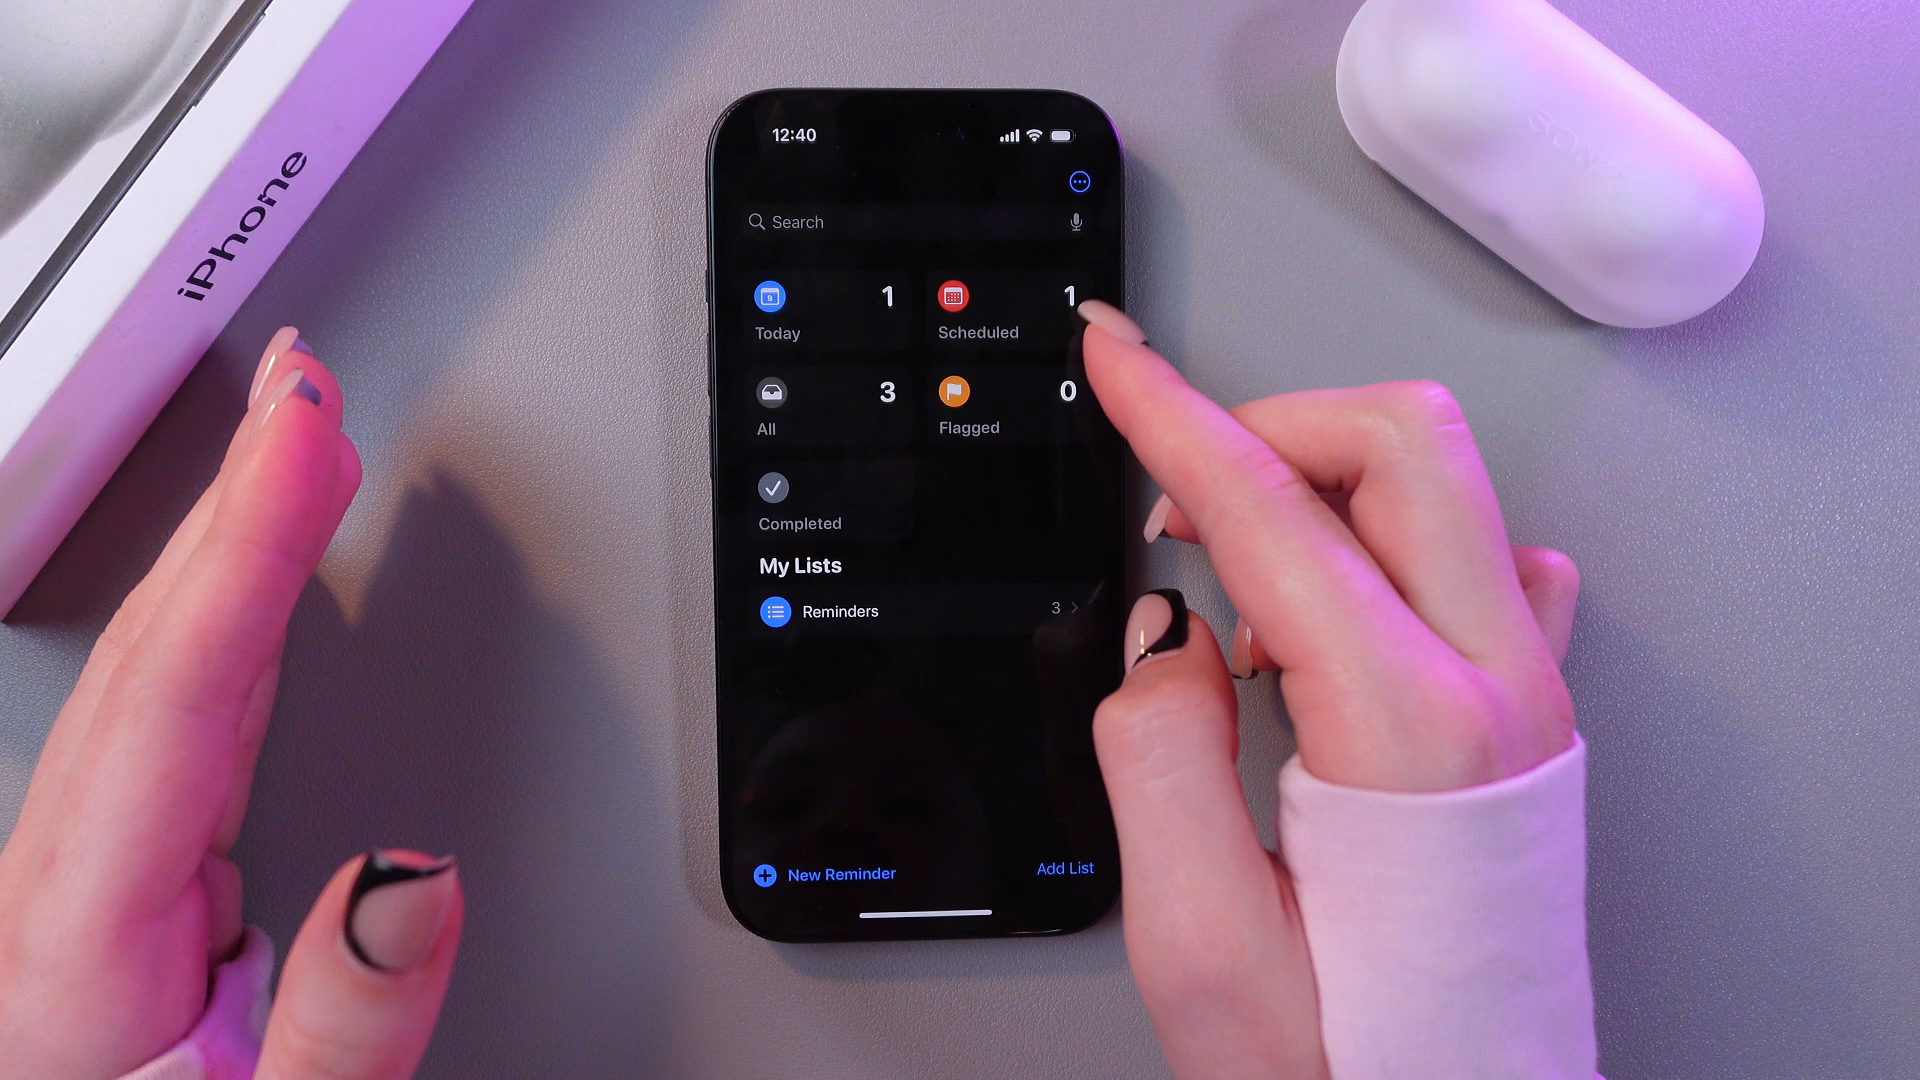 iPhone
SONY
12:40
Search
1
1
Today
Scheduled
3
0
All
Flagged
Completed
My Lists
Reminders
3
New Reminder
Add List